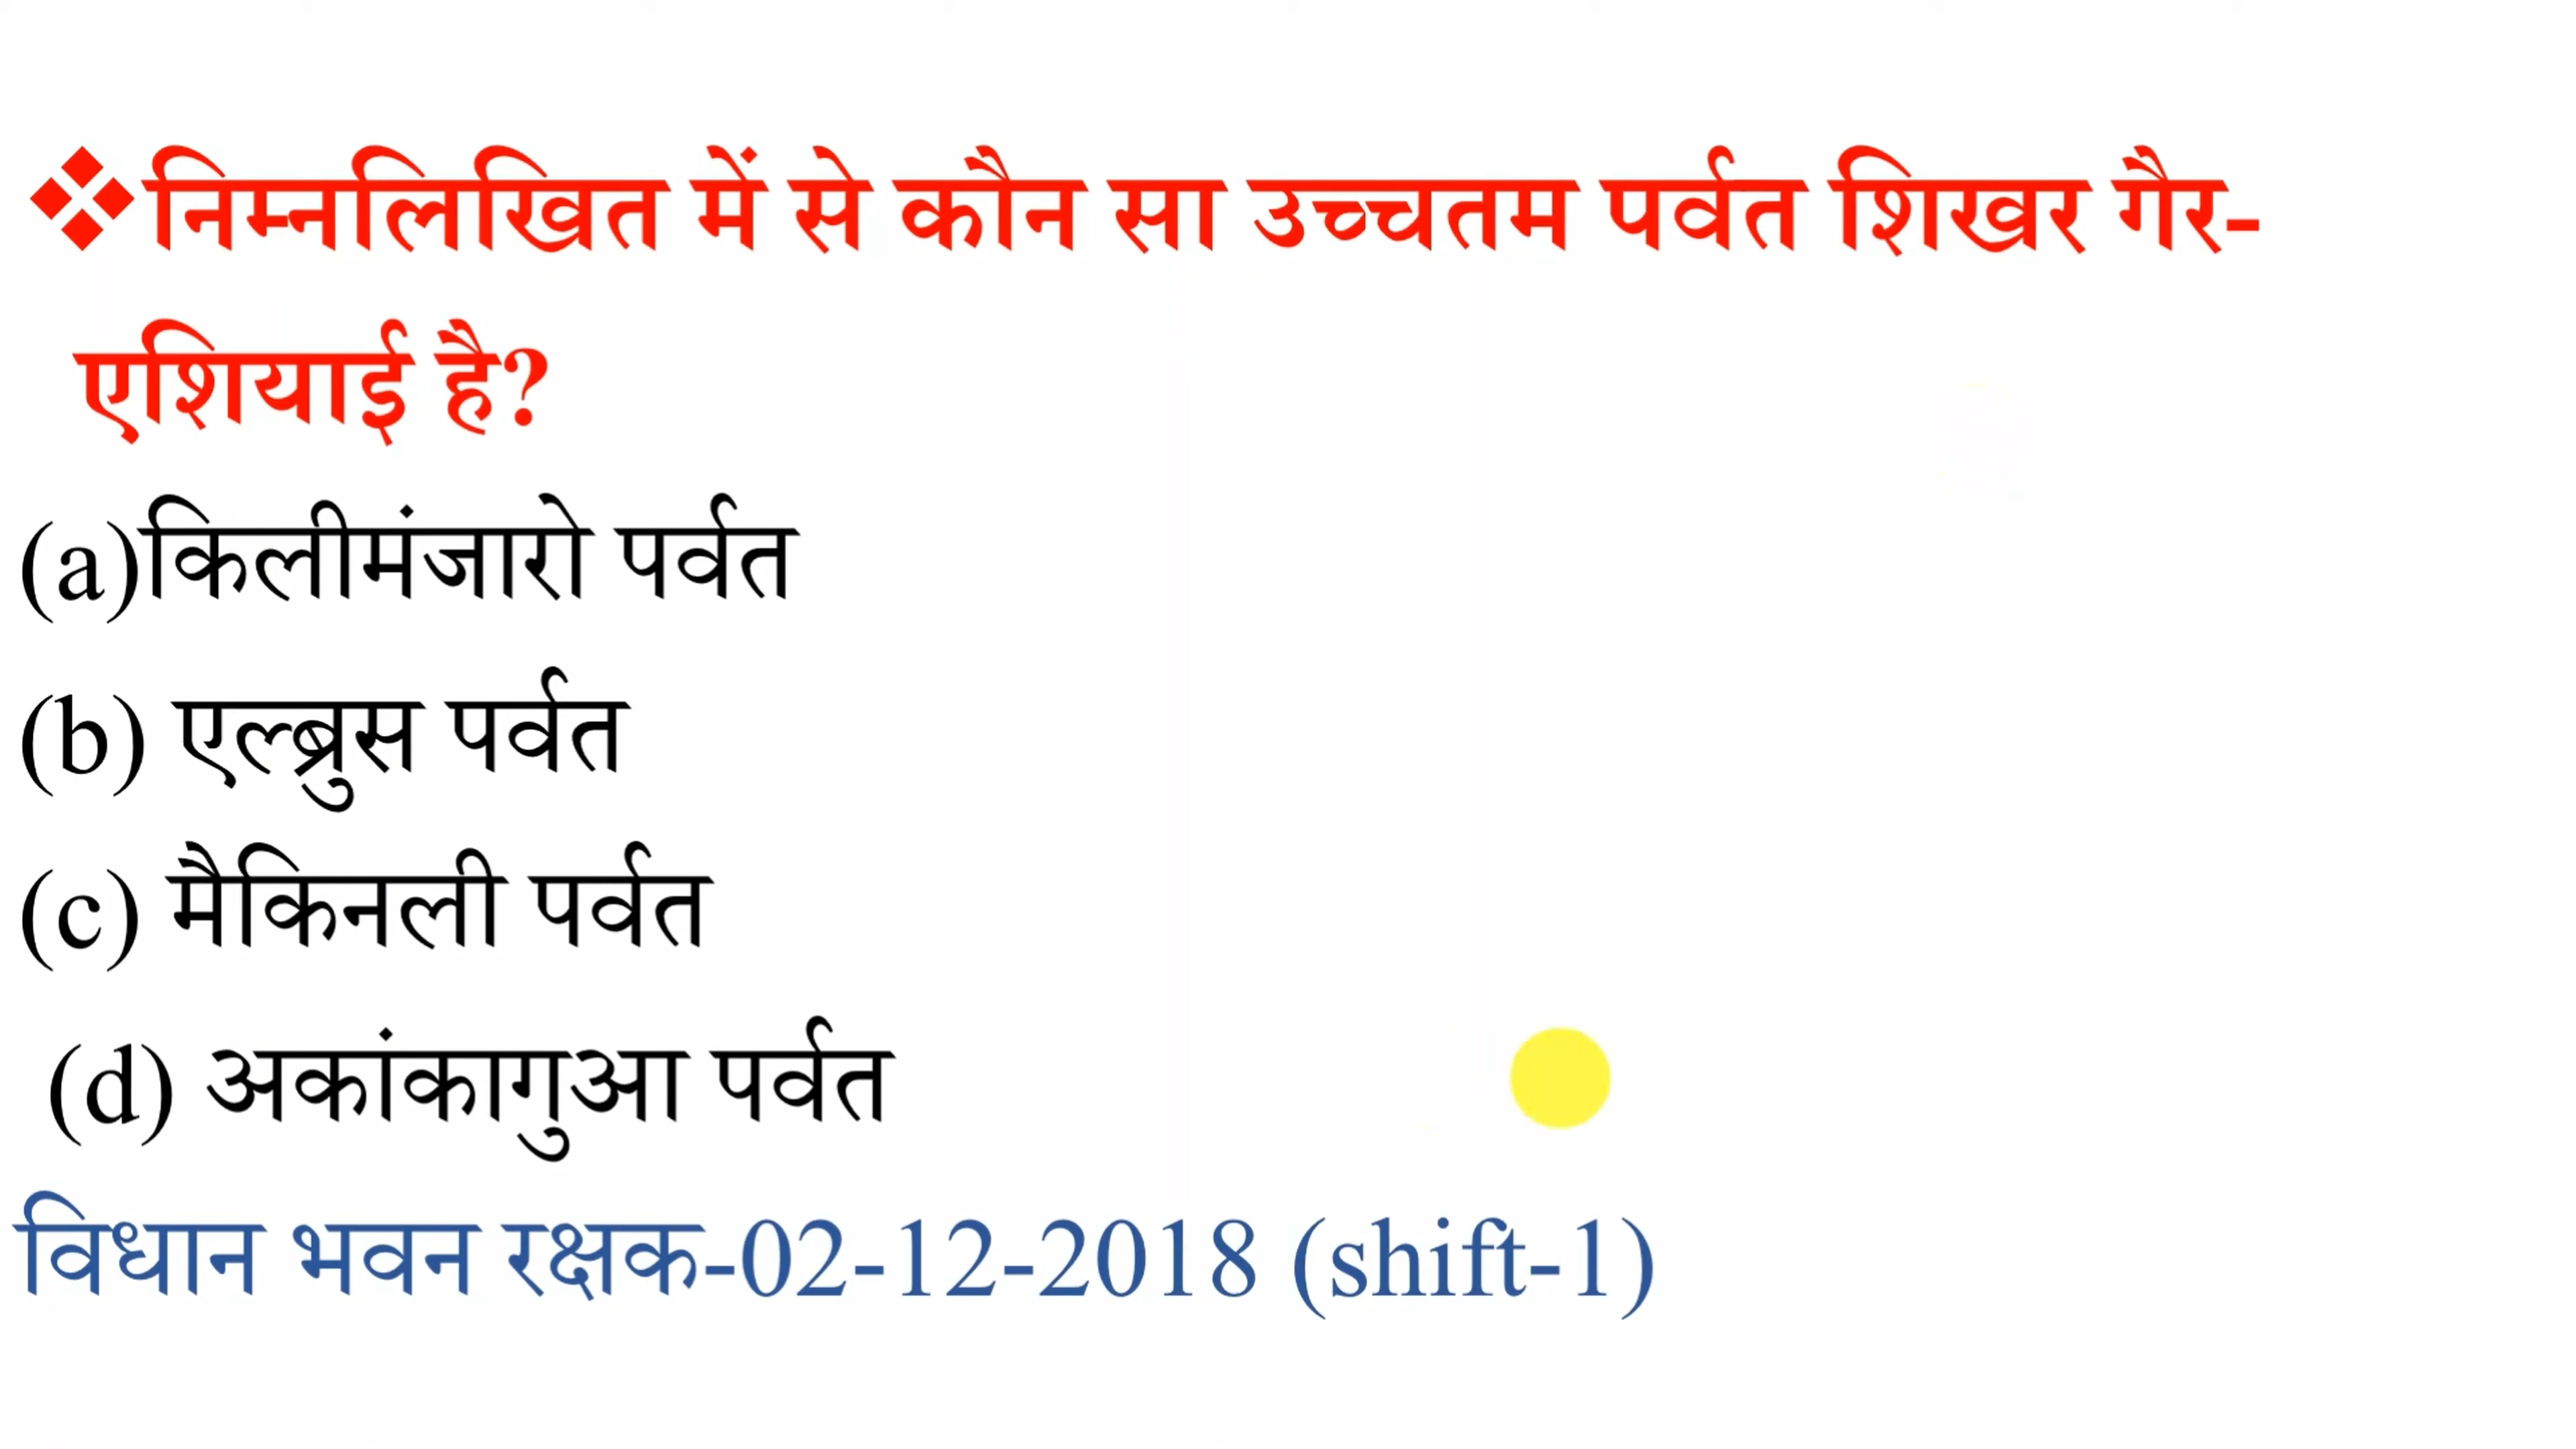 ❖निम्नलिखित में से कौन सा उच्चतम पर्वत शिखर गैर-
एशियाई है?
(a)किलीमंजारो पर्वत
(b) एल्ब्रुस पर्वत
(c) मैकिनली पर्वत
(d) अकांकागुआ पर्वत
विधान भवन रक्षक-02-12-2018 (shift-1)